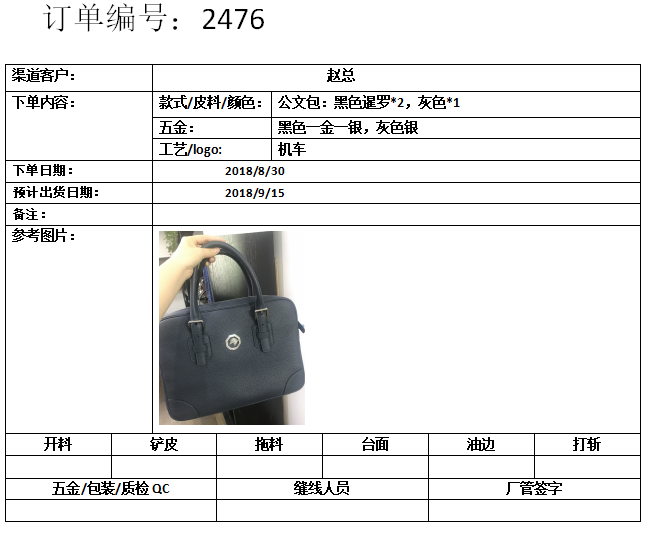 订单编号：2476
渠道客户： 赵总
下单内容： 款式/皮料/颜色： 公文包：黑色暹罗*2，灰色*1
五金： 黑色一金一银，灰色银
工艺/logo: 机车
下单日期： 2018/8/30
预计出货日期： 2018/9/15
备注：
参考图片：
开料 铲皮 拖料 台面 油边 打斩
五金/包装/质检 QC 缝线人员 厂管签字